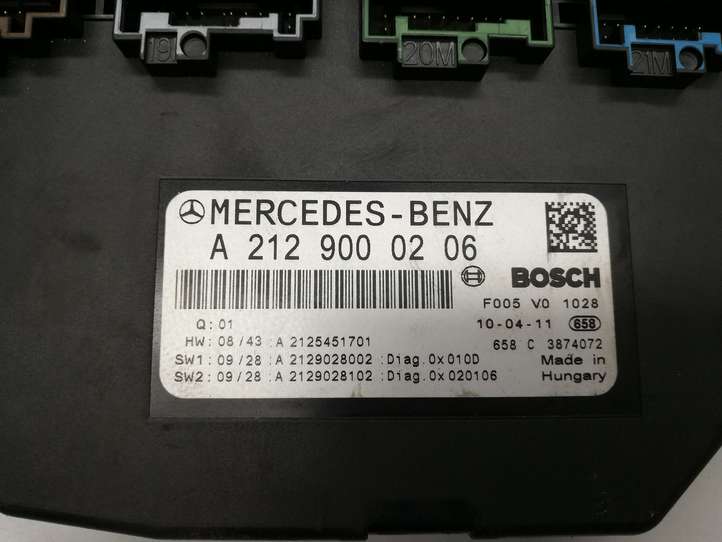 19
20M
21M
MERCEDES-BENZ
A 212 900 02 06
BOSCH
F005 V0 1028
Q:01
10-04-11 658
HW: 08/43 :A 2125451701
658 C 3874072
SW1: 09/28 :A 2129028002 :Diag.0x010D
Made in
SW2: 09/28 :A 2129028102 :Diag.0x020106
Hungary